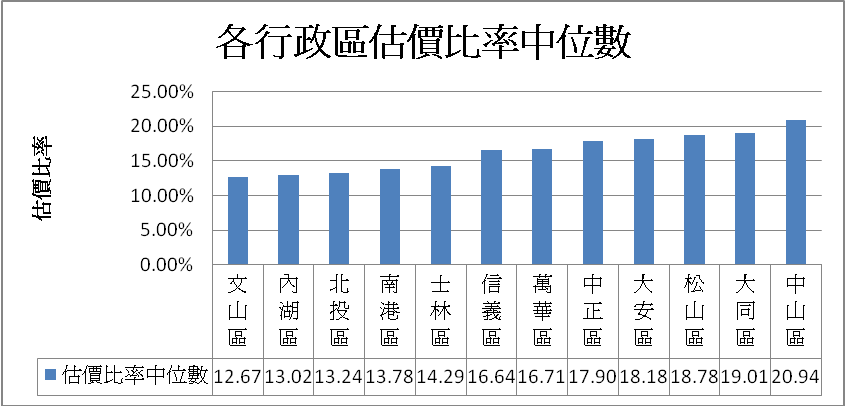 各行政區估價比率中位數
估價比率
25.00%
20.00%
15.00%
10.00%
5.00%
0.00%
文山區 內湖區 北投區 南港區 士林區 信義區 萬華區 中正區 大安區 松山區 大同區 中山區
估價比率中位數 12.67 13.02 13.24 13.78 14.29 16.64 16.71 17.90 18.18 18.78 19.01 20.94